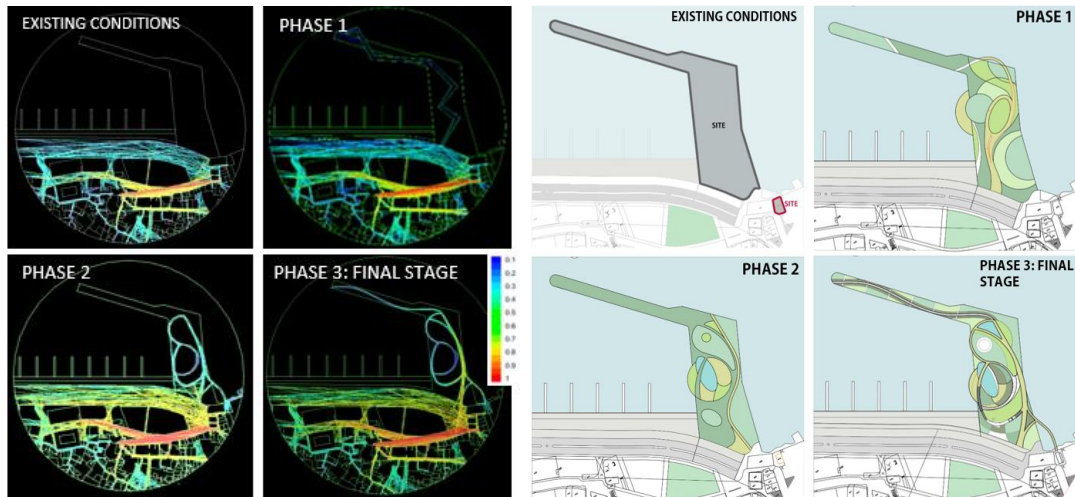 EXISTING CONDITIONS
PHASE 1
EXISTING CONDITIONS
PHASE 1
SITE
SITE
PHASE 2
PHASE 3: FINAL STAGE
0.1
0.2
0.3
0.4
0.5
0.6
0.7
0.8
0.9
1
PHASE 2
PHASE 3: FINAL
STAGE